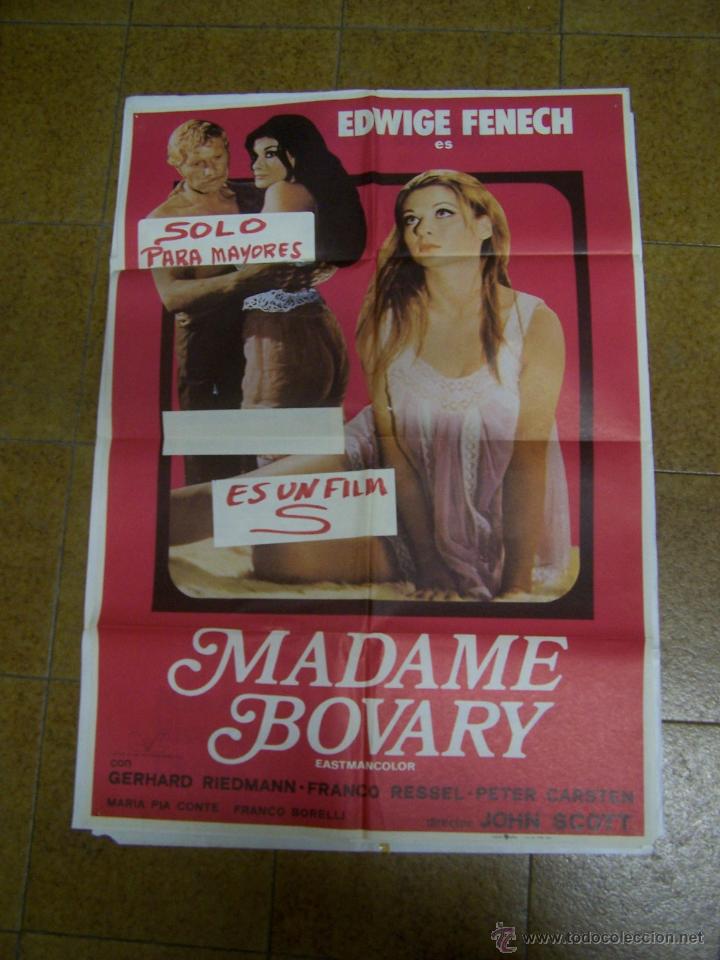 EDWIGE FENECH
es
SOLO
PARA MAYORES
ES UN FILM
S
MADAME
BOVARY
EASTMANCOLOR
con
GERHARD RIEDMANN · FRANCO RESSEL · PETER CARSTEN
MARIA PIA CONTE FRANCO BORELLI
director JOHN SCOTT
www.todocoleccion.net